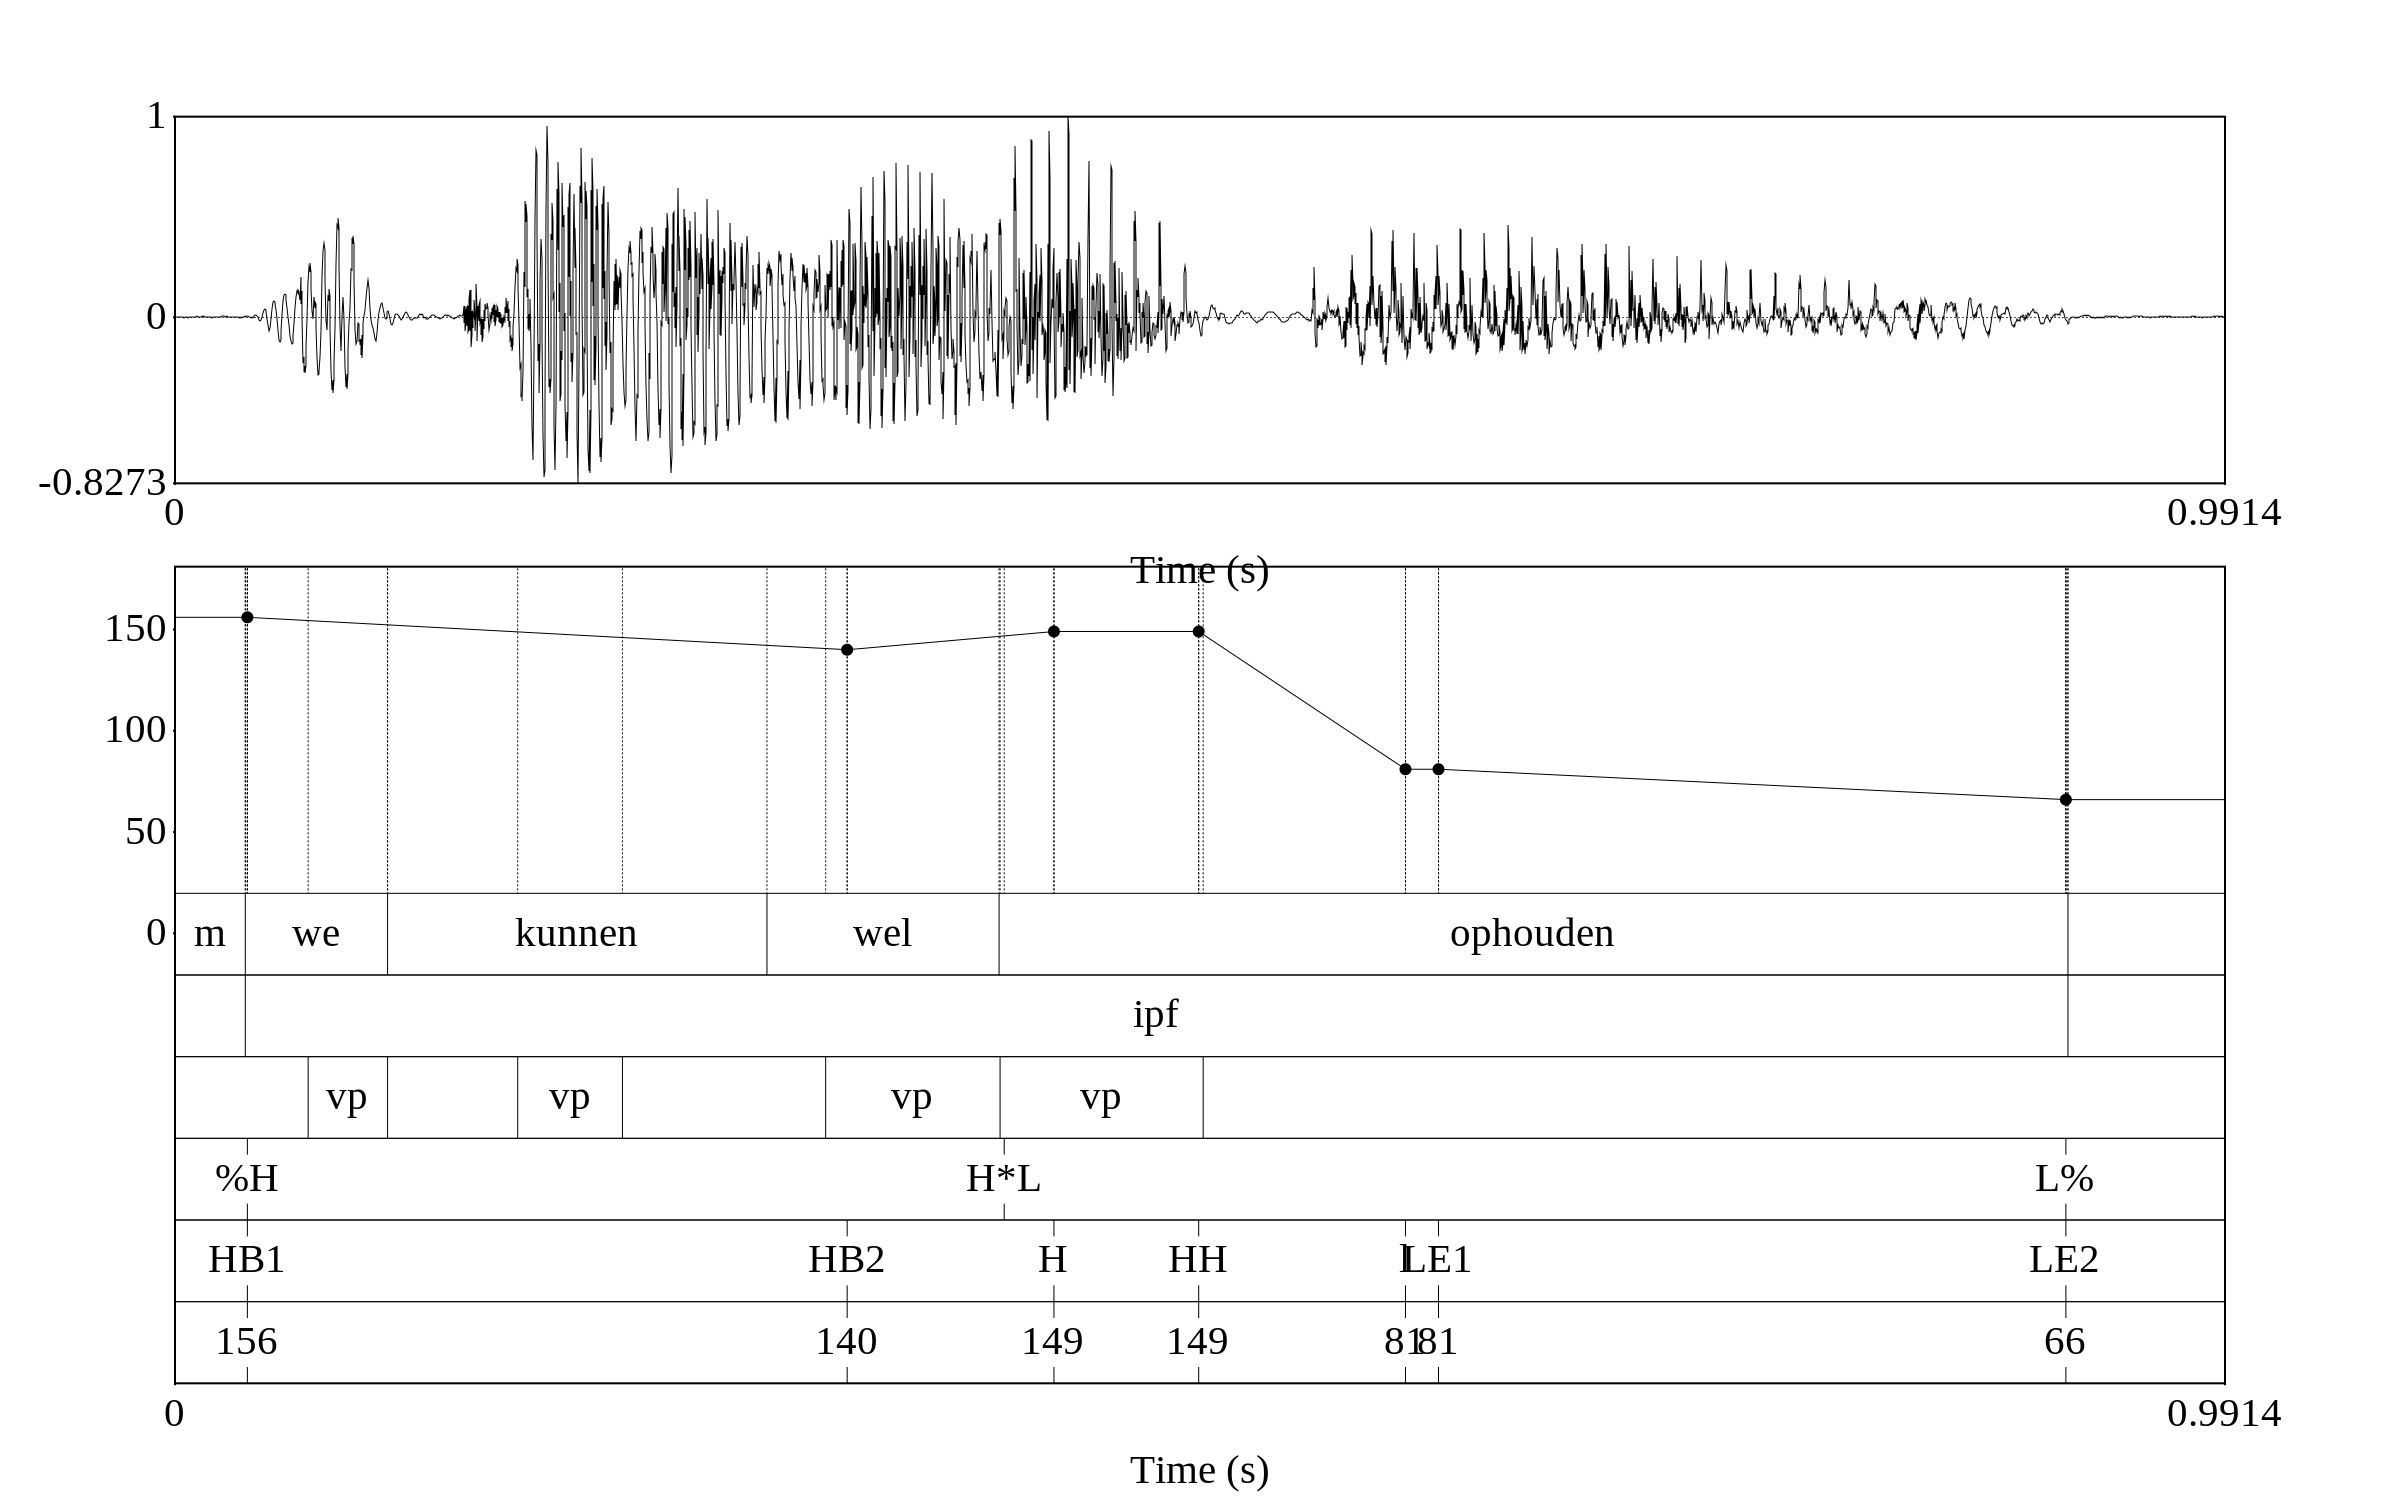 1
0
-0.8273
0 0.9914
Time (s)
150
100
50
0
m we kunnen wel ophouden
ipf
vp vp vp vp
%H H*L L%
HB1 HB2 H HH l LE1 LE2
156 140 149 149 81 81 66
0 0.9914
Time (s)